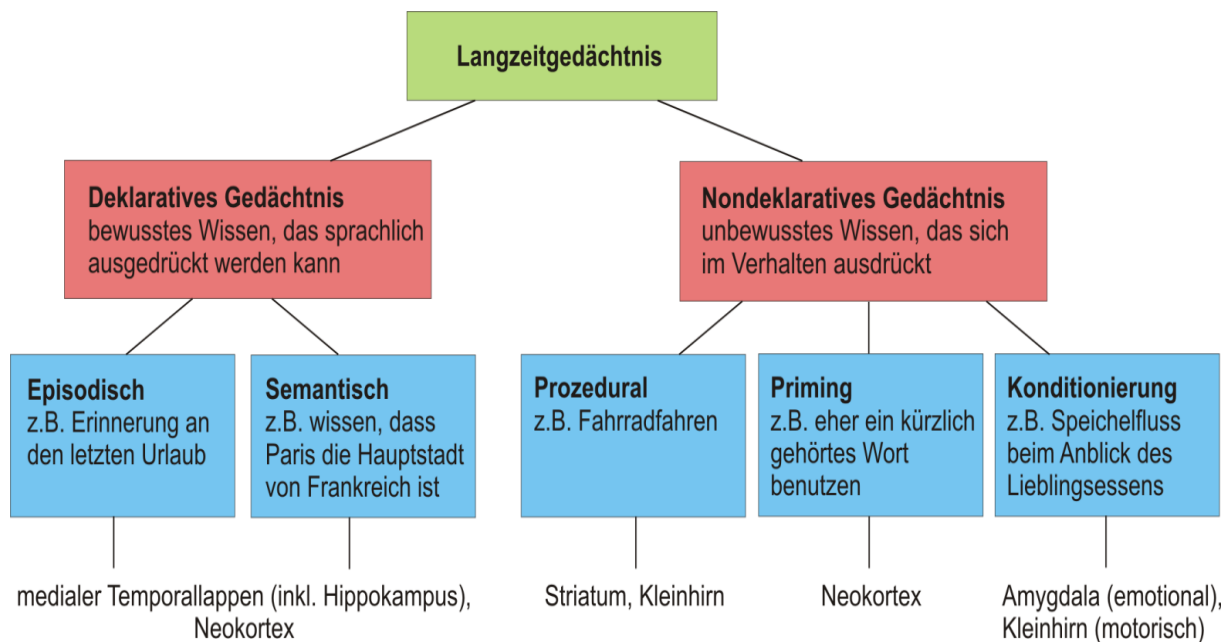 Langzeitgedächtnis
Deklaratives Gedächtnis
bewusstes Wissen, das sprachlich
ausgedrückt werden kann
Nondeklaratives Gedächtnis
unbewusstes Wissen, das sich
im Verhalten ausdrückt
Episodisch
z.B. Erinnerung an
den letzten Urlaub
Semantisch
z.B. wissen, dass
Paris die Hauptstadt
von Frankreich ist
Prozedural
z.B. Fahrradfahren
Priming
z.B. eher ein kürzlich
gehörtes Wort
benutzen
Konditionierung
z.B. Speichelfluss
beim Anblick des
Lieblingsessens
medialer Temporallappen (inkl. Hippokampus),
Neokortex
Striatum, Kleinhirn
Neokortex
Amygdala (emotional),
Kleinhirn (motorisch)